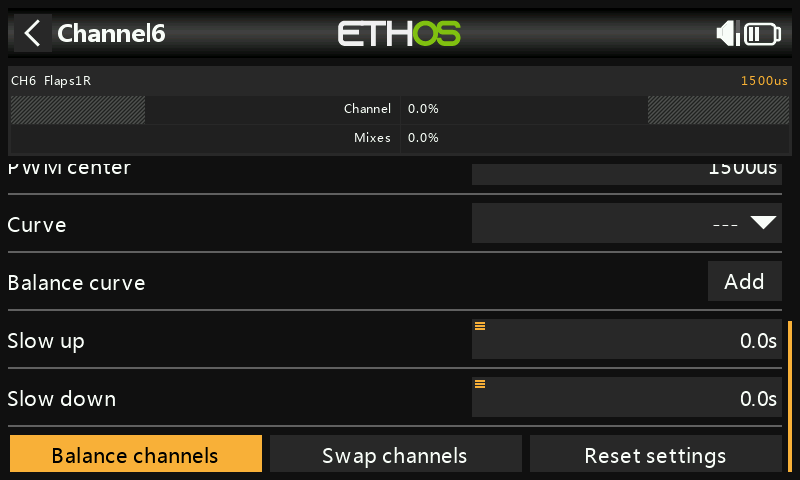 Channel6
ETHOS
CH6 Flaps1R
1500us
Channel 0.0%
Mixes 0.0%
PWM center 1500us
Curve ---
Balance curve Add
Slow up 0.0s
Slow down 0.0s
Balance channels Swap channels Reset settings